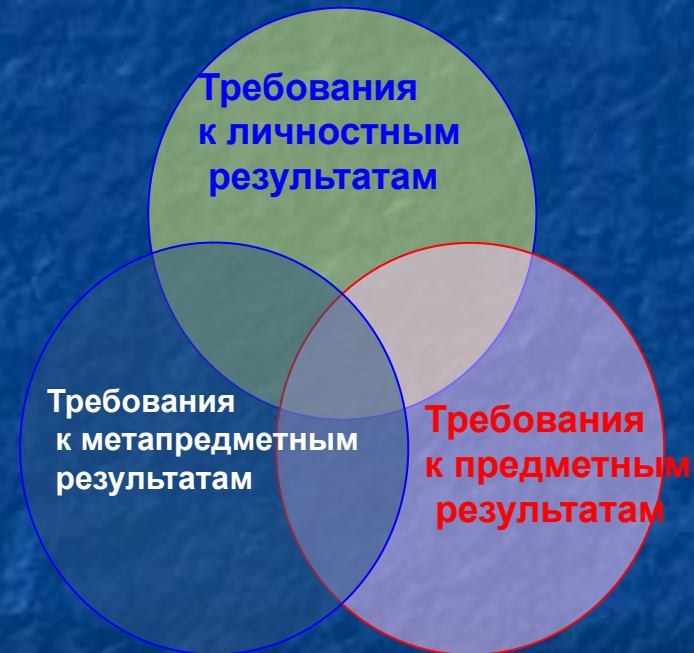 Требования
к личностным
результатам
Требования
к метапредметным
результатам
Требования
к предметным
результатам